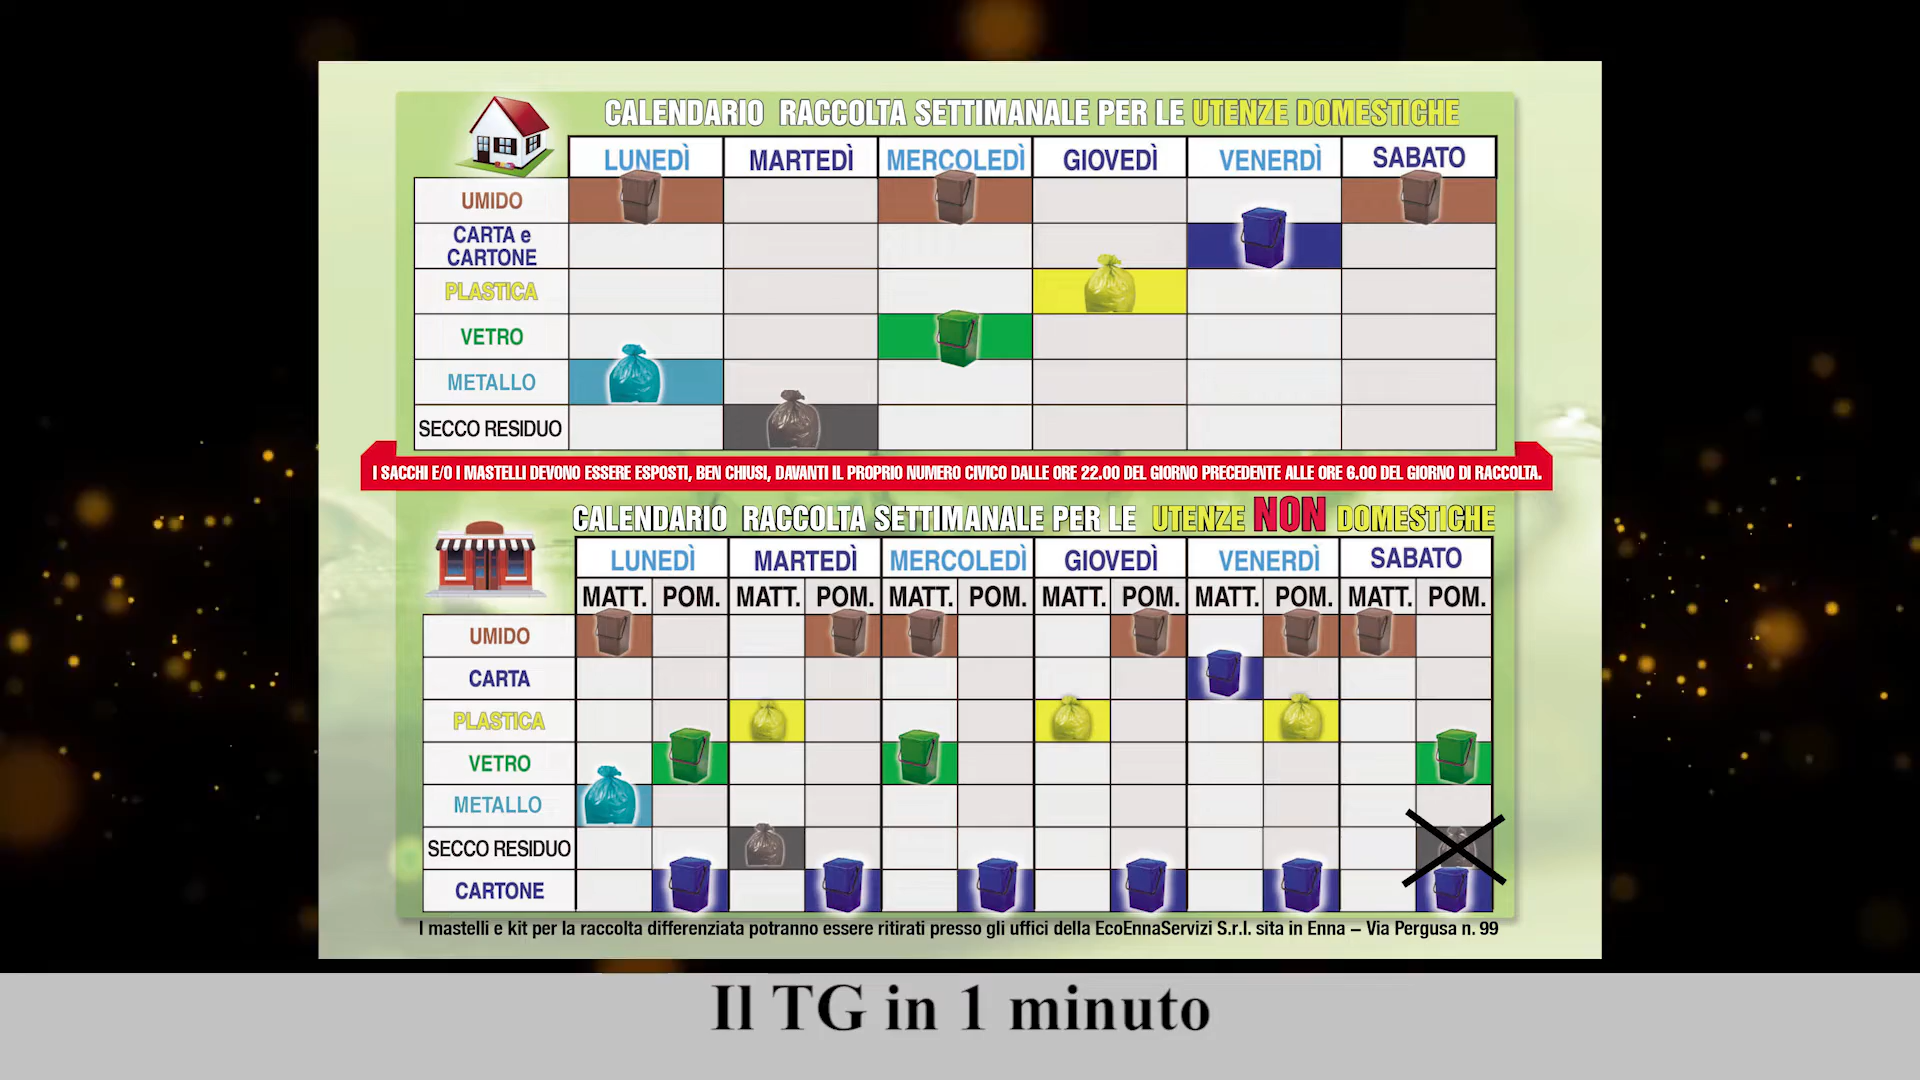 CALENDARIO RACCOLTA SETTIMANALE PER LE UTENZE DOMESTICHE
LUNEDÌ MARTEDÌ MERCOLEDÌ GIOVEDÌ VENERDÌ SABATO
UMIDO
CARTA e
CARTONE
PLASTICA
VETRO
METALLO
SECCO RESIDUO
I SACCHI E/O I MASTELLI DEVONO ESSERE ESPOSTI, BEN CHIUSI, DAVANTI IL PROPRIO NUMERO CIVICO DALLE ORE 22.00 DEL GIORNO PRECEDENTE ALLE ORE 6.00 DEL GIORNO DI RACCOLTA.
CALENDARIO RACCOLTA SETTIMANALE PER LE UTENZE NON DOMESTICHE
LUNEDÌ MARTEDÌ MERCOLEDÌ GIOVEDÌ VENERDÌ SABATO
MATT. POM. MATT. POM. MATT. POM. MATT. POM. MATT. POM. MATT. POM.
UMIDO
CARTA
PLASTICA
VETRO
METALLO
SECCO RESIDUO
CARTONE
I mastelli e kit per la raccolta differenziata potranno essere ritirati presso gli uffici della EcoEnnaServizi S.r.l. sita in Enna – Via Pergusa n. 99
Il TG in 1 minuto